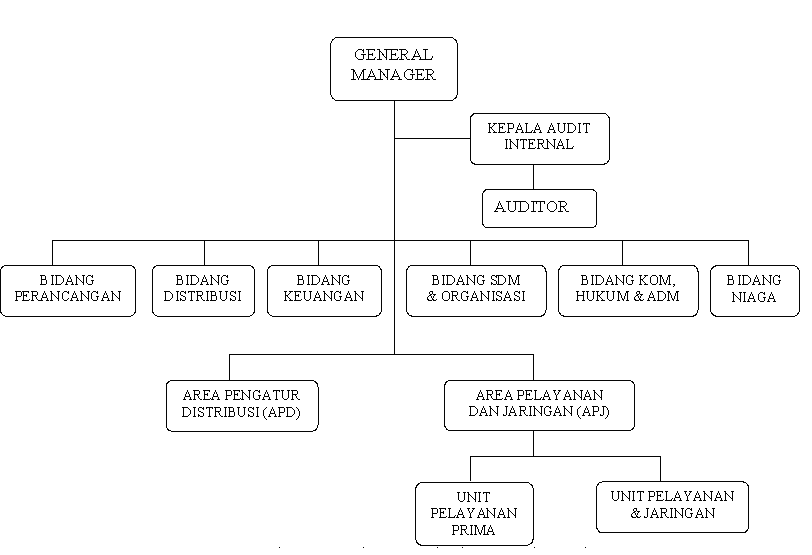 GENERAL
MANAGER
KEPALA AUDIT
INTERNAL
AUDITOR
BIDANG
PERANCANGAN
BIDANG
DISTRIBUSI
BIDANG
KEUANGAN
BIDANG SDM
& ORGANISASI
BIDANG KOM,
HUKUM & ADM
BIDANG
NIAGA
AREA PENGATUR
DISTRIBUSI (APD)
AREA PELAYANAN
DAN JARINGAN (APJ)
UNIT
PELAYANAN
PRIMA
UNIT PELAYANAN
& JARINGAN